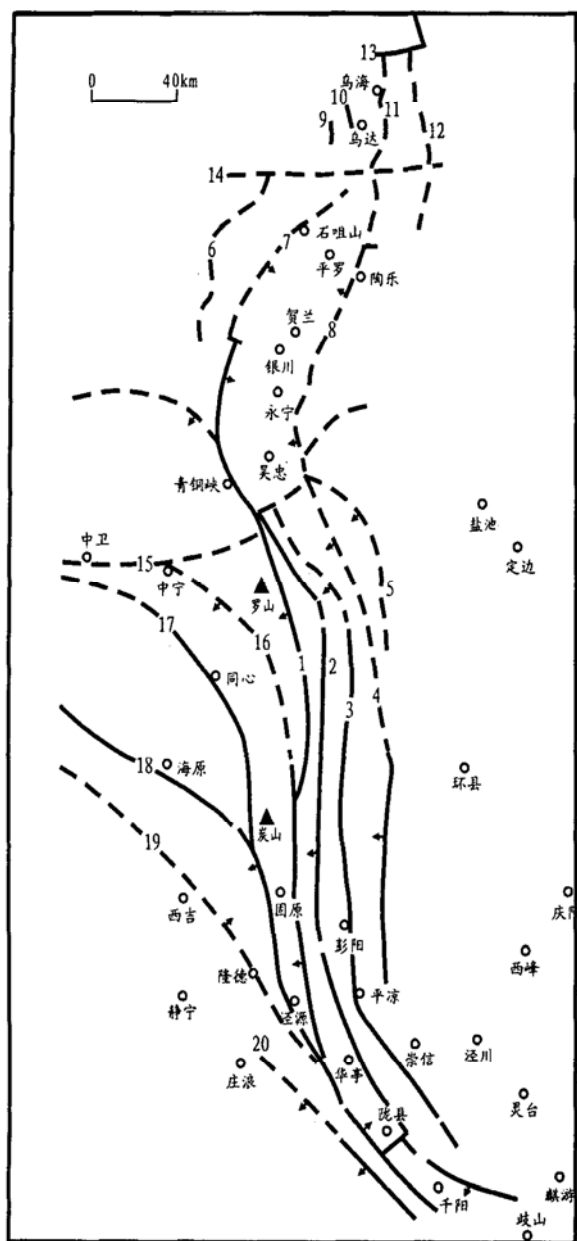 13
0 40km
乌海
10
11
9
12
乌达
14
6
7
石咀山
平罗
陶乐
贺兰
8
银川
永宁
吴忠
青铜峡
盐池
中卫
定边
15
中宁
5
罗山
17
16
1
2
同心
3
4
18
海原
环县
炭山
19
固原
西吉
彭阳
西峰
隆德
平凉
静宁
泾源
20
崇信
泾川
庄浪
华亭
灵台
陇县
千阳
麒游
岐山